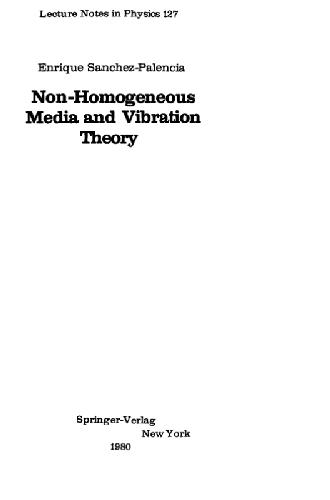 Lecture Notes in Physics 127
Enrique Sanchez-Palencia
Non-Homogeneous
Media and Vibration
Theory
Springer-Verlag
New York
1980